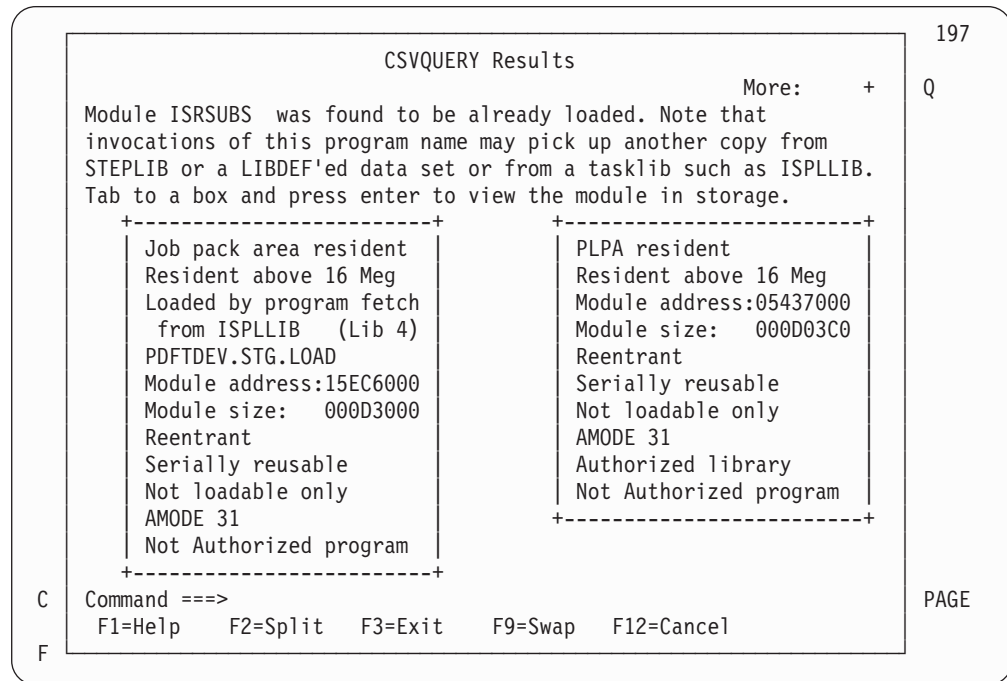 197
CSVQUERY Results
More:     +
Q
Module ISRSUBS  was found to be already loaded. Note that
invocations of this program name may pick up another copy from
STEPLIB or a LIBDEF'ed data set or from a tasklib such as ISPLLIB.
Tab to a box and press enter to view the module in storage.
+-------------------------+          +-------------------------+
| Job pack area resident  |          | PLPA resident           |
| Resident above 16 Meg   |          | Resident above 16 Meg   |
| Loaded by program fetch |          | Module address:05437000 |
|  from ISPLLIB   (Lib 4) |          | Module size:   000D03C0 |
| PDFTDEV.STG.LOAD        |          | Reentrant               |
| Module address:15EC6000 |          | Serially reusable       |
| Module size:   000D3000 |          | Not loadable only       |
| Reentrant               |          | AMODE 31                |
| Serially reusable       |          | Authorized library      |
| Not loadable only       |          | Not Authorized program  |
| AMODE 31                |          +-------------------------+
| Not Authorized program  |
+-------------------------+
C Command ===> PAGE
F1=Help    F2=Split   F3=Exit    F9=Swap   F12=Cancel
F